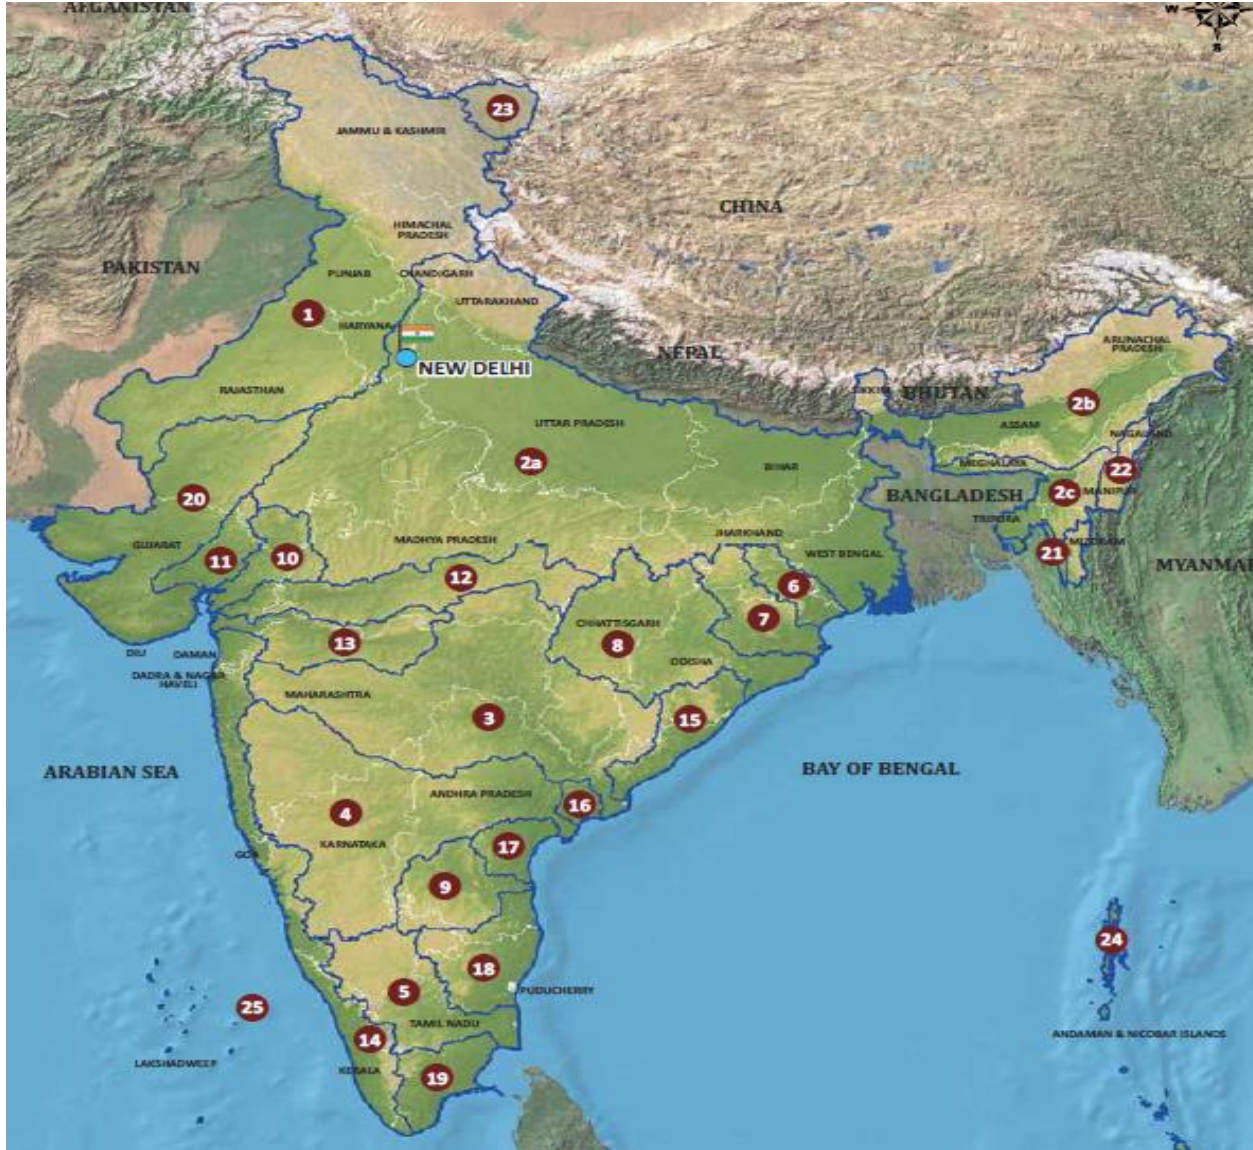 AFGANISTAN
W
S
23
JAMMU & KASHMIR
CHINA
HIMACHAL
PRADESH
PAKISTAN
PUNJAB
CHANDIGARH
UTTARAKHAND
1
HARYANA
NEPAL
ARUNACHAL
PRADESH
NEW DELHI
RAJASTHAN
SIKKIM
BHUTAN
2b
UTTAR PRADESH
ASSAM
NAGALAND
2a
BIHAR
MEGHALAYA
22
20
BANGLADESH
2c
MANIPUR
TRIPURA
GUJARAT
MADHYA PRADESH
JHARKHAND
WEST BENGAL
MIZORAM
21
11
10
12
6
MYANMAR
7
CHHATTISGARH
8
13
DIU
DAMAN
ODISHA
DADRA & NAGAR
HAVELI
MAHARASHTRA
3
15
ARABIAN SEA
BAY OF BENGAL
ANDHRA PRADESH
16
4
KARNATAKA
17
GOA
9
24
18
5
PUDUCHERRY
25
TAMIL NADU
14
ANDAMAN & NICOBAR ISLANDS
LAKSHADWEEP
KERALA
19